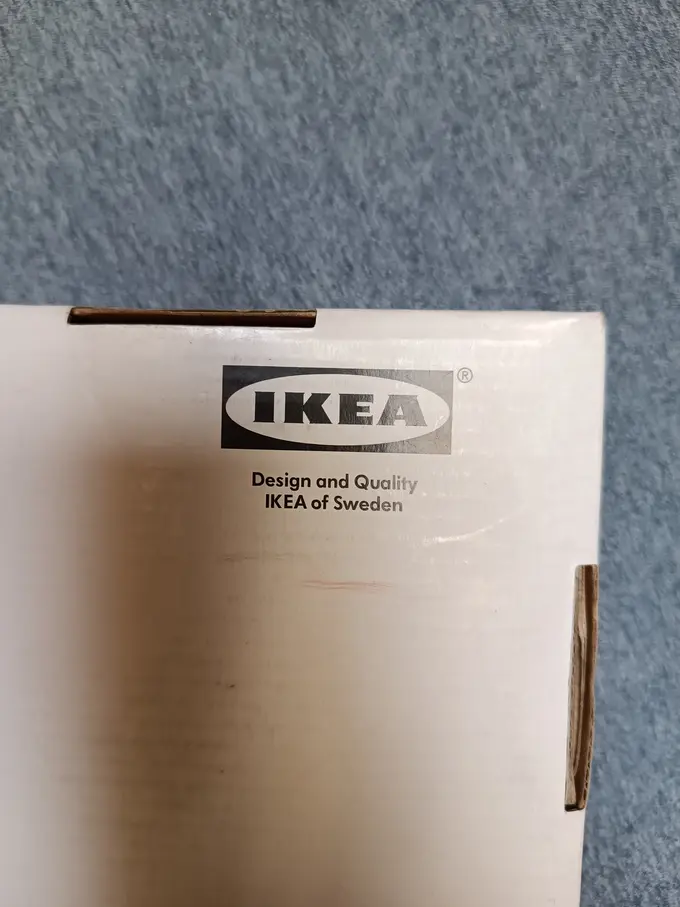 IKEA®
Design and Quality
IKEA of Sweden